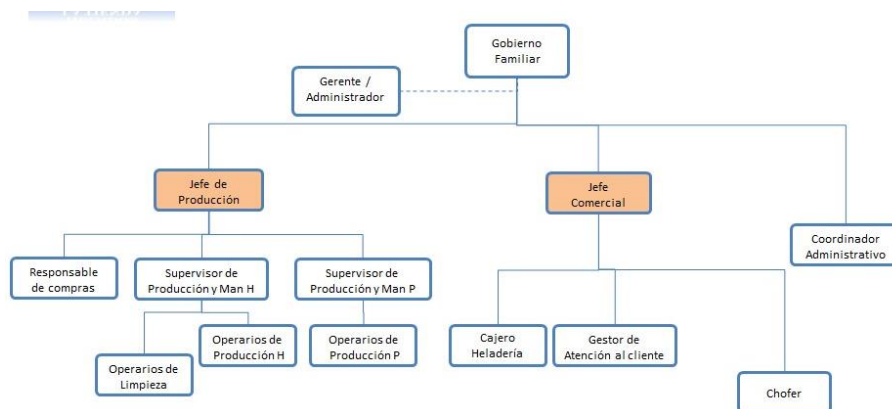 Gobierno
Familiar
Gerente /
Administrador
Jefe de
Producción
Jefe
Comercial
Coordinador
Administrativo
Responsable
de compras
Supervisor de
Producción y Man H
Supervisor de
Producción y Man P
Operarios de
Limpieza
Operarios de
Producción H
Operarios de
Producción P
Cajero
Heladería
Gestor de
Atención al cliente
Chofer